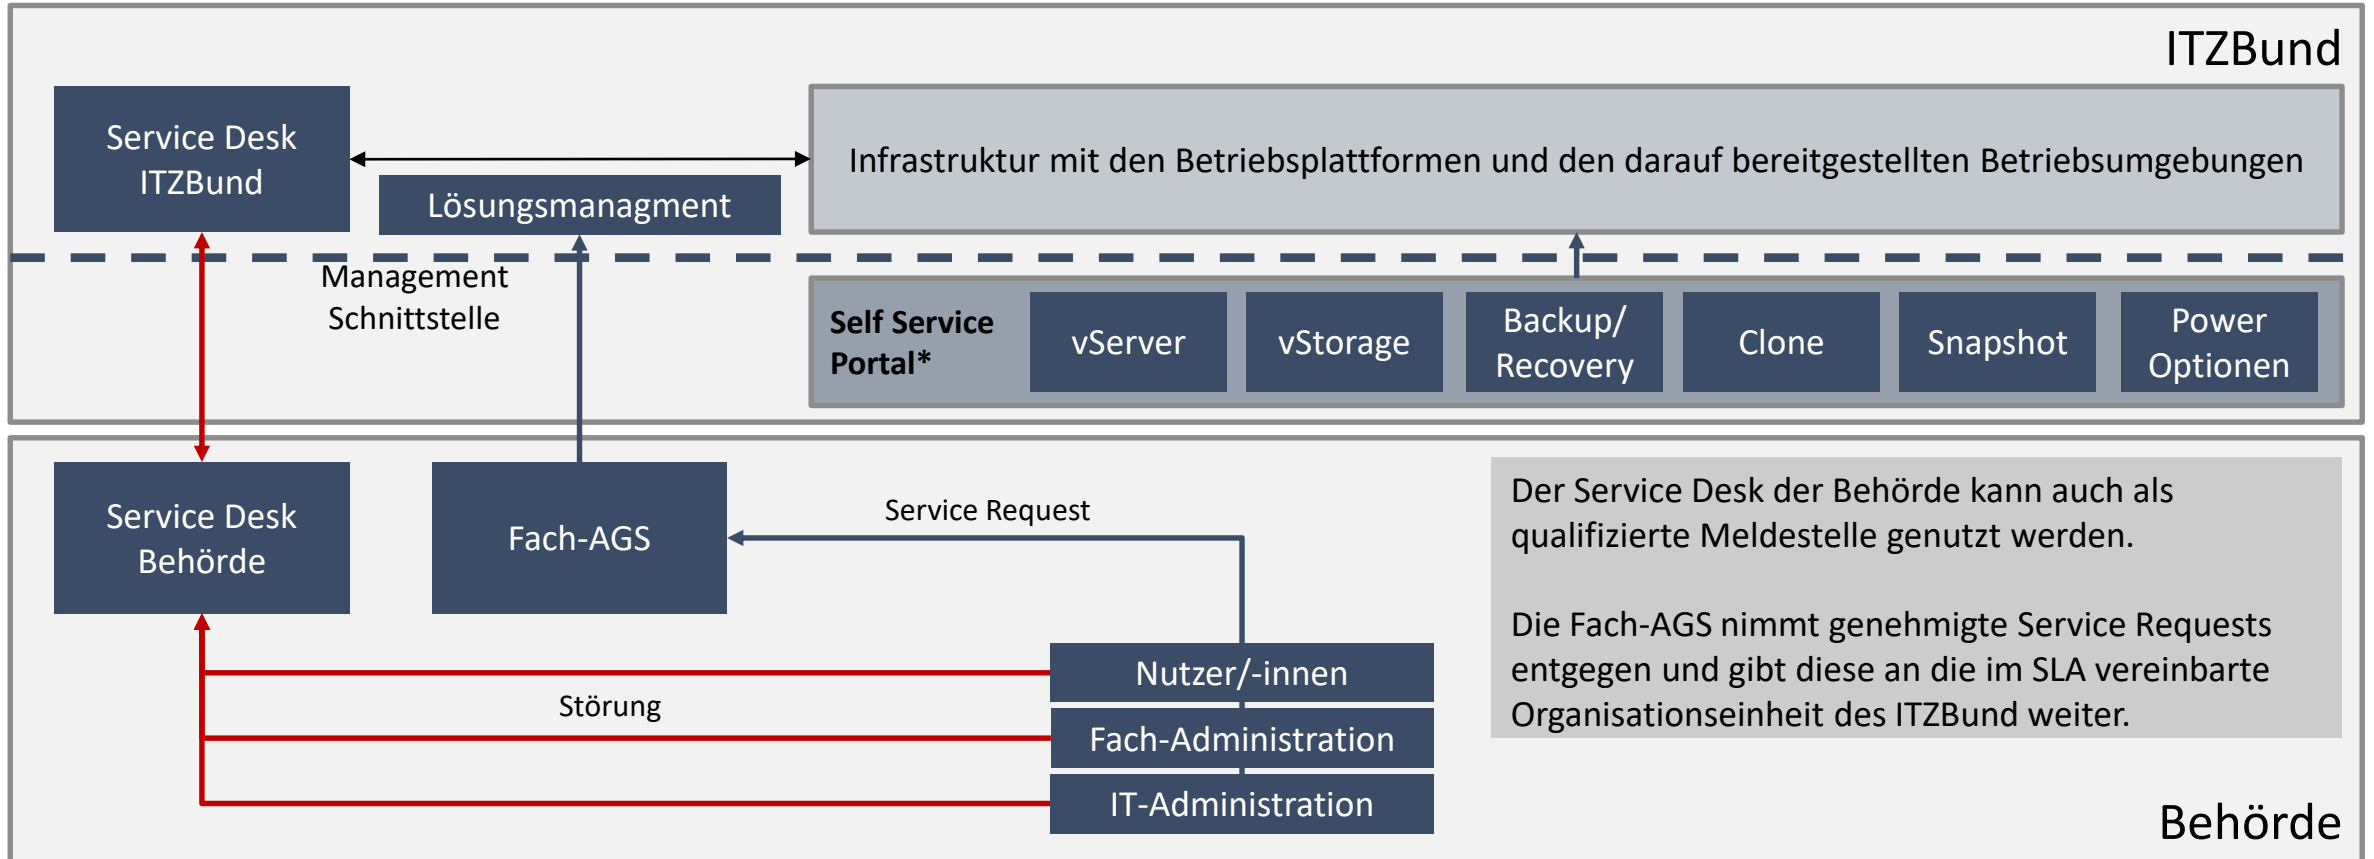 ITZBund
Service Desk
ITZBund
Infrastruktur mit den Betriebsplattformen und den darauf bereitgestellten Betriebsumgebungen
Lösungsmanagment
Management
Schnittstelle
Self Service
Portal*
vServer
vStorage
Backup/
Recovery
Clone
Snapshot
Power
Optionen
Service Desk
Behörde
Fach-AGS
Service Request
Der Service Desk der Behörde kann auch als
qualifizierte Meldestelle genutzt werden.
Die Fach-AGS nimmt genehmigte Service Requests
entgegen und gibt diese an die im SLA vereinbarte
Organisationseinheit des ITZBund weiter.
Störung
Nutzer/-innen
Fach-Administration
IT-Administration
Behörde